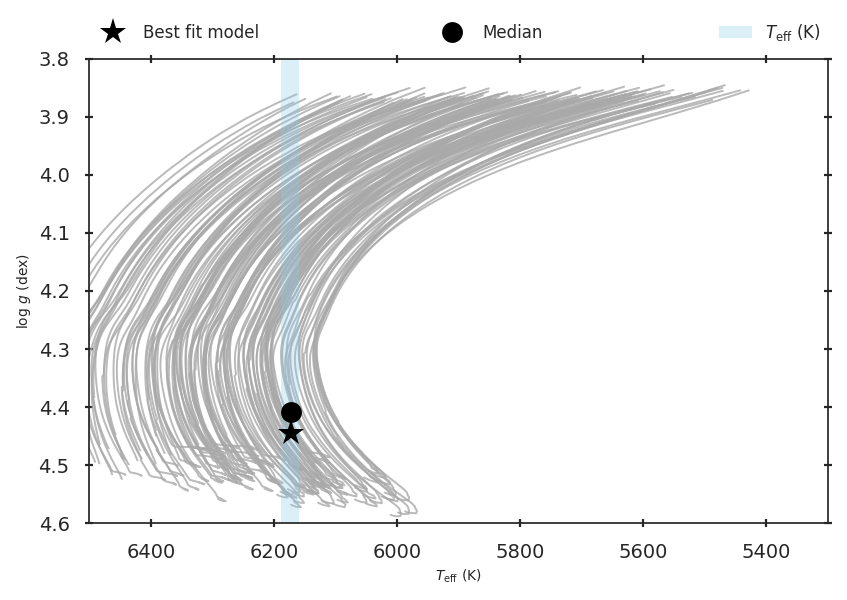 Best fit model Median T_eff (K)
3.8
3.9
4.0
4.1
4.2
4.3
4.4
4.5
4.6
log g (dex)
6400 6200 6000 5800 5600 5400
T_eff (K)